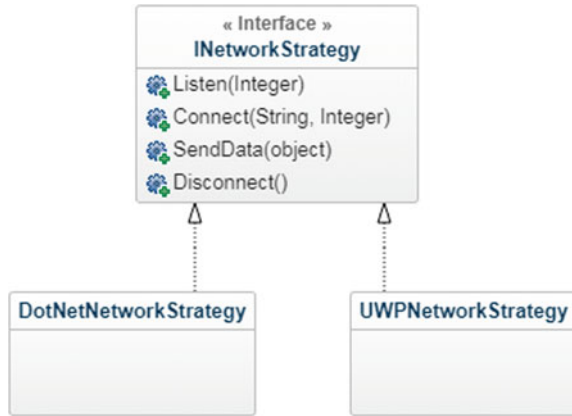 « Interface »
INetworkStrategy
Listen(Integer)
Connect(String, Integer)
SendData(object)
Disconnect()
DotNetNetworkStrategy
UWPNetworkStrategy